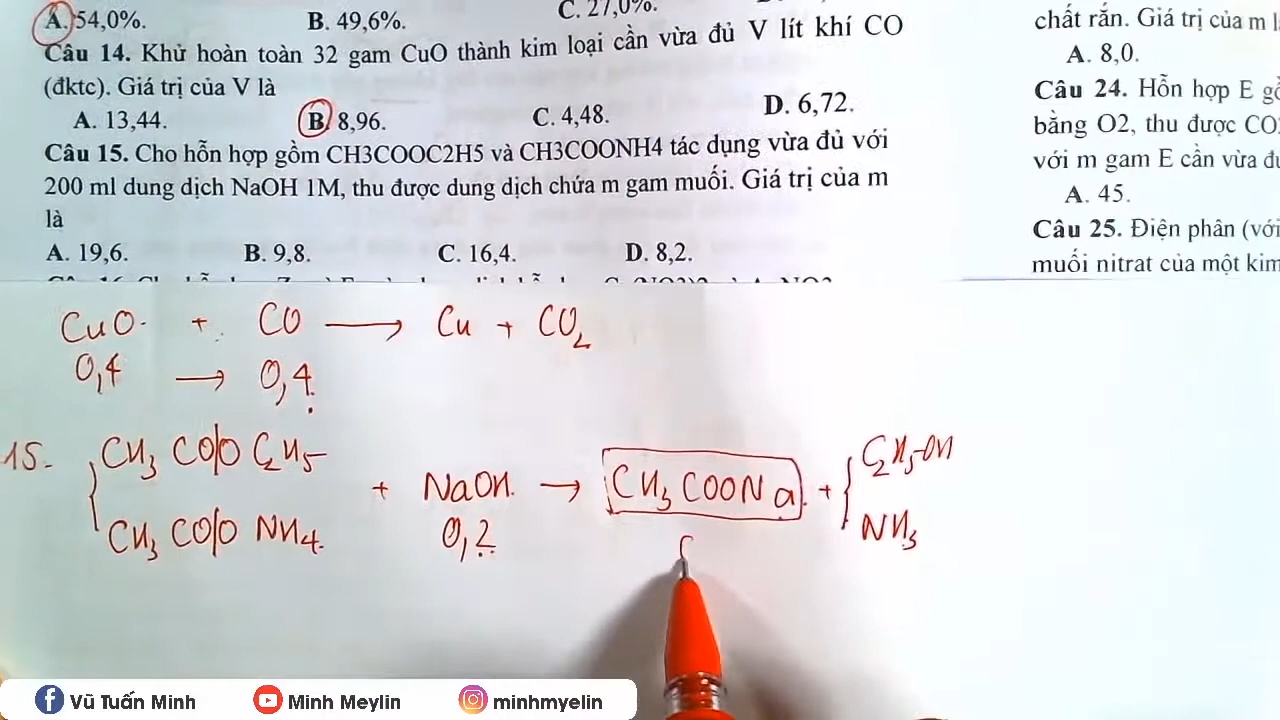 A. 54,0%. B. 49,6%. C. 27,0%.
Câu 14. Khử hoàn toàn 32 gam CuO thành kim loại cần vừa đủ V lít khí CO
(đktc). Giá trị của V là
A. 13,44. B. 8,96. C. 4,48. D. 6,72.
Câu 15. Cho hỗn hợp gồm CH3COOC2H5 và CH3COONH4 tác dụng vừa đủ với
200 ml dung dịch NaOH 1M, thu được dung dịch chứa m gam muối. Giá trị của m
là
A. 19,6. B. 9,8. C. 16,4. D. 8,2.
chất rắn. Giá trị của m
A. 8,0.
Câu 24. Hỗn hợp E
bằng O2, thu được
với m gam E cần vừa
A. 45.
Câu 25. Điện phân (với
muối nitrat của một kim
CuO + CO → Cu + CO2
0,4 → 0,4
15. CH3COOC2H5
CH3COONH4
+ NaOH → CH3COONa +
0,2
C2H5OH
NH3
Vũ Tuấn Minh Minh Meylin minhmyelin